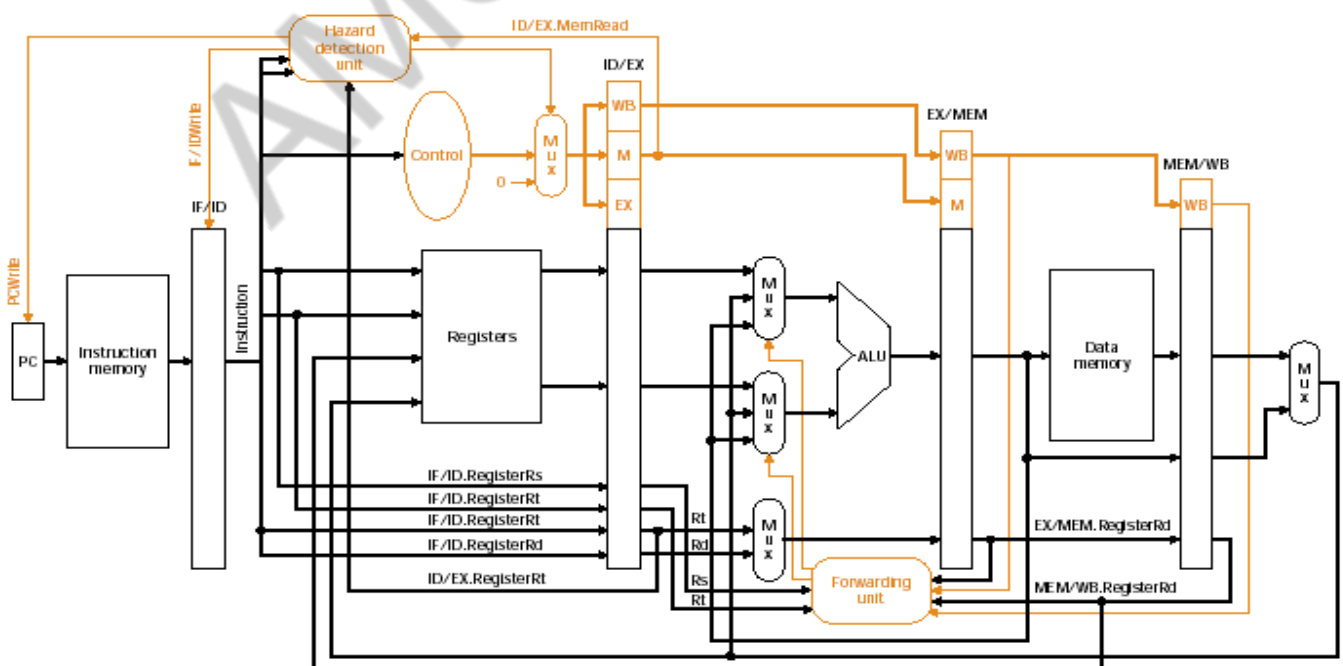 Hazard
detection
unit
ID/EX.MemRead
ID/EX
WB
EX/MEM
IF/IDWrite
Control
M
u
x
M
WB
MEM/WB
0
IF/ID
EX
M
WB
PCWrite
Instruction
PC
Instruction
memory
Registers
M
u
x
ALU
Data
memory
M
u
x
M
u
x
IF/ID.RegisterRs
IF/ID.RegisterRt
IF/ID.RegisterRt
IF/ID.RegisterRd
Rt
Rd
M
u
x
EX/MEM.RegisterRd
ID/EX.RegisterRt
Rs
Rt
Forwarding
unit
MEM/WB.RegisterRd